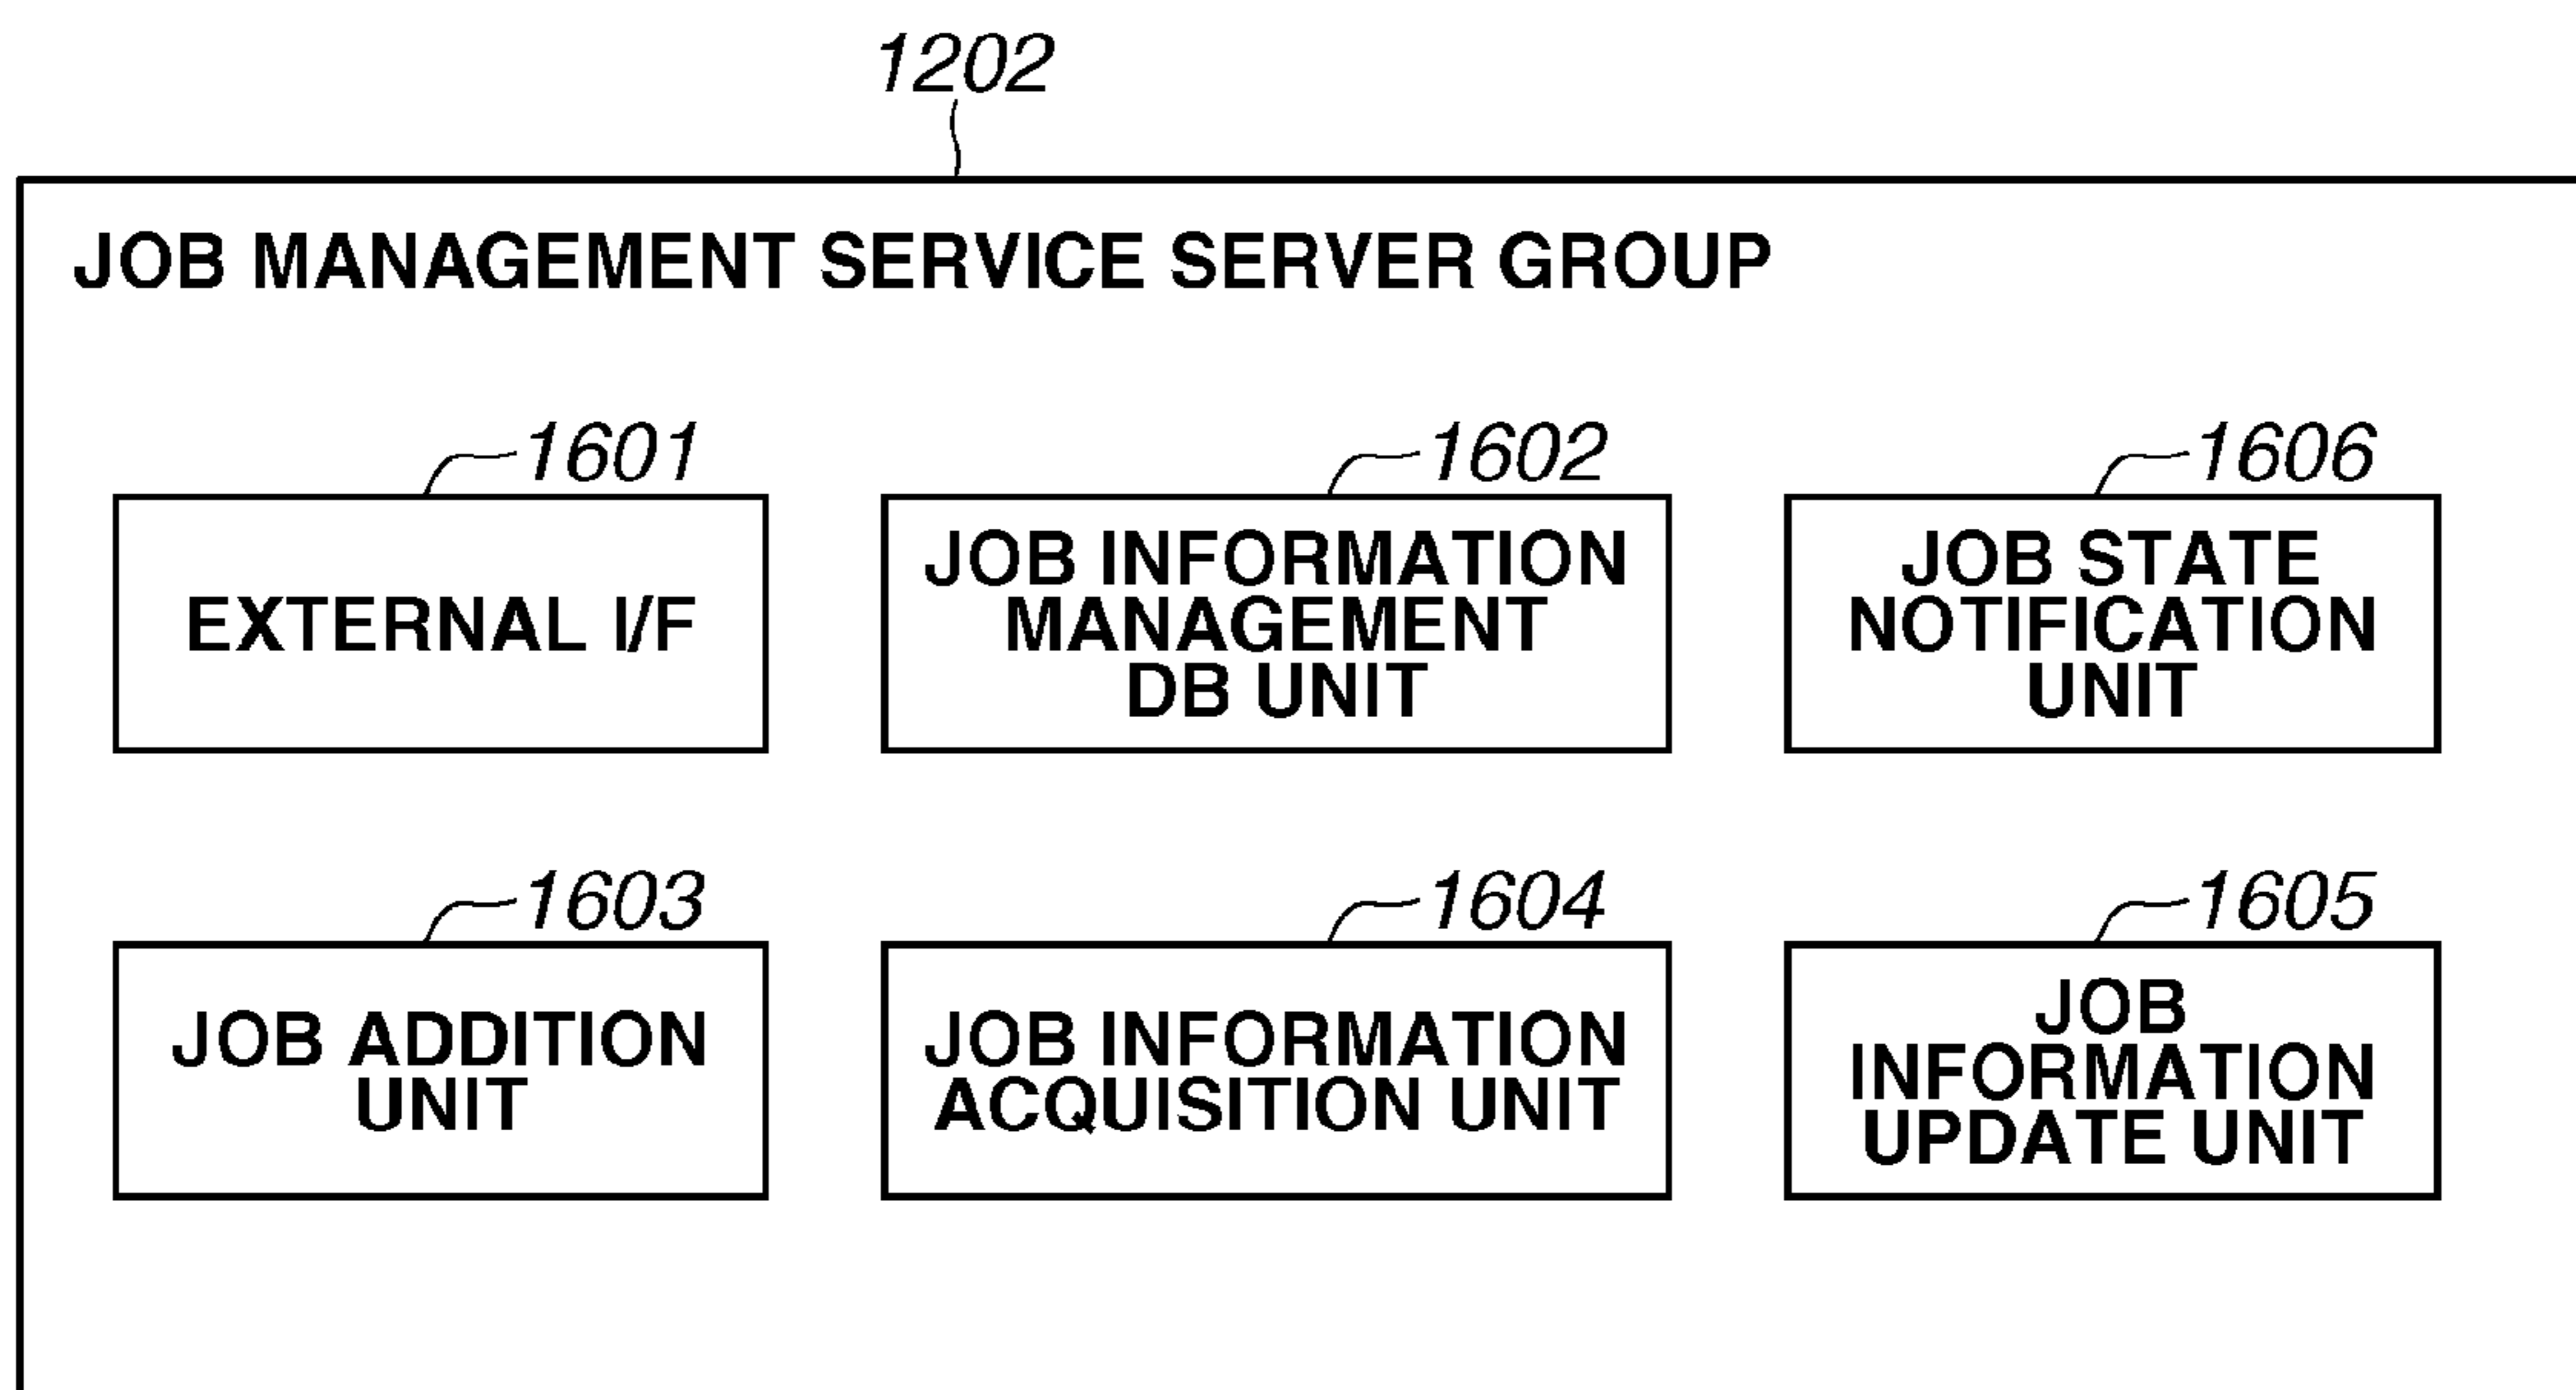 1202
JOB MANAGEMENT SERVICE SERVER GROUP
1601
EXTERNAL I/F
1602
JOB INFORMATION
MANAGEMENT
DB UNIT
1606
JOB STATE
NOTIFICATION
UNIT
1603
JOB ADDITION
UNIT
1604
JOB INFORMATION
ACQUISITION UNIT
1605
JOB
INFORMATION
UPDATE UNIT